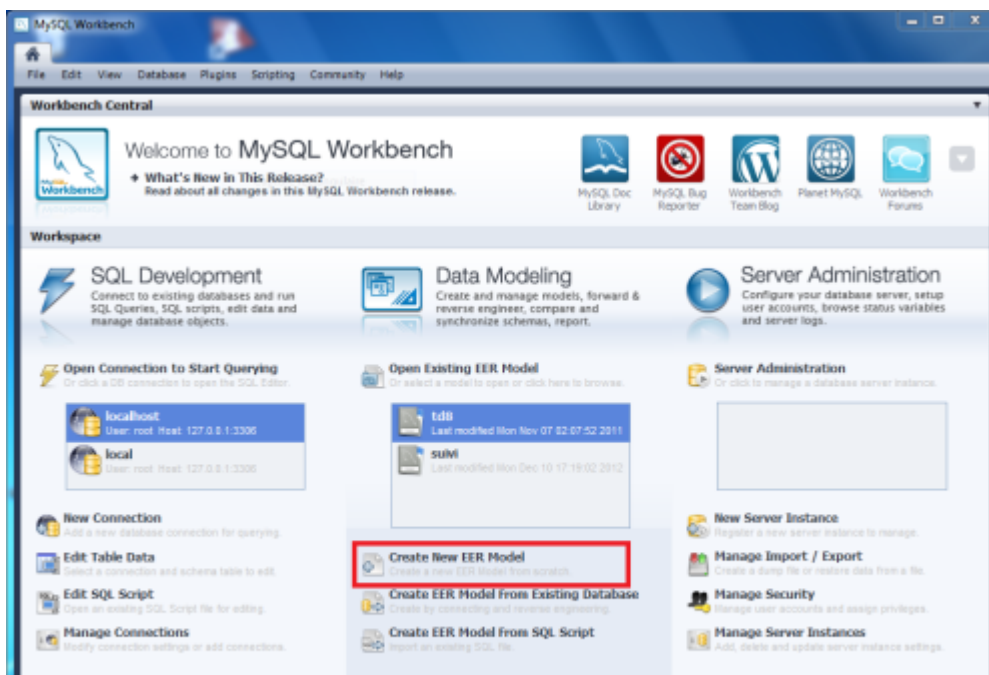 MySQL Workbench
File Edit View Database Plugins Scripting Community Help
Workbench Central
Welcome to MySQL Workbench
What's New in This Release?
Read about all changes in this MySQL Workbench release.
MySQL Workbench
MySQL Doc Library
MySQL Bug Reporter
Workbench Team Blog
Planet MySQL
Workbench Forums
Workspace
SQL Development
Connect to existing databases and run
SQL Queries, SQL scripts, edit data and
manage database objects.
Open Connection to Start Querying
Or click a DB connection to open the SQL Editor.
localhost
User: root Host: 127.0.0.1:3306
local
User: root Host: 127.0.0.1:3306
New Connection
Add a new database connection for querying.
Edit Table Data
Select a connection and schema table to edit.
Edit SQL Script
Open an existing SQL Script file for editing.
Manage Connections
Modify connection settings or add connections.
Data Modeling
Create and manage models, forward &
reverse engineer, compare and
synchronize schemas, report.
Open Existing EER Model
Or select a model to open or click here to browse.
td8
Last modified Mon Nov 07 02:07:52 2011
suivi
Last modified Mon Dec 10 17:19:02 2012
Create New EER Model
Create a new EER Model from scratch.
Create EER Model From Existing Database
Create by connecting and reverse engineering.
Create EER Model From SQL Script
Import an existing SQL file.
Server Administration
Configure your database server, setup
user accounts, browse status variables
and server logs.
Server Administration
Or click to manage a database server instance.
New Server Instance
Register a new server instance to manage.
Manage Import / Export
Create a dump file or restore data from a file.
Manage Security
Manage user accounts and assign privileges.
Manage Server Instances
Add, delete and update server instance settings.